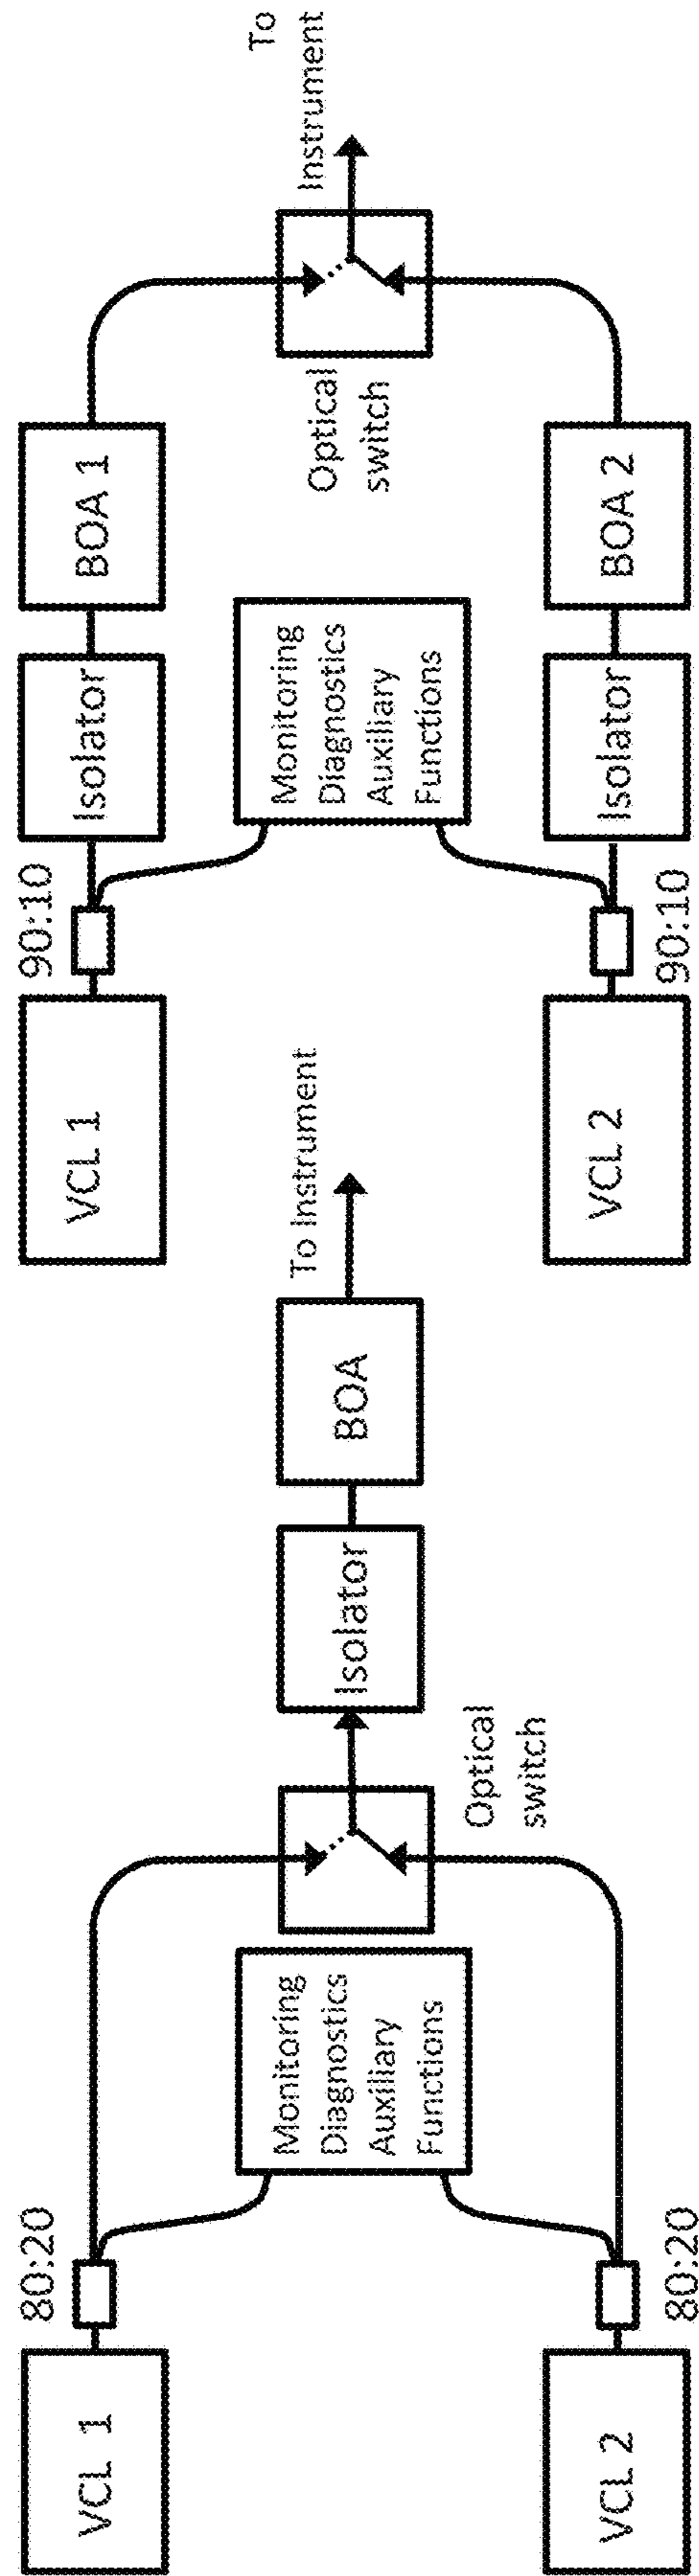 80:20
VCL 1
Monitoring
Diagnostics
Auxiliary
Functions
VCL 2
80:20
Optical
switch
Isolator
BOA
To Instrument
90:10
VCL 1
Isolator
BOA 1
Monitoring
Diagnostics
Auxiliary
Functions
VCL 2
90:10
Isolator
BOA 2
Optical
switch
To
Instrument